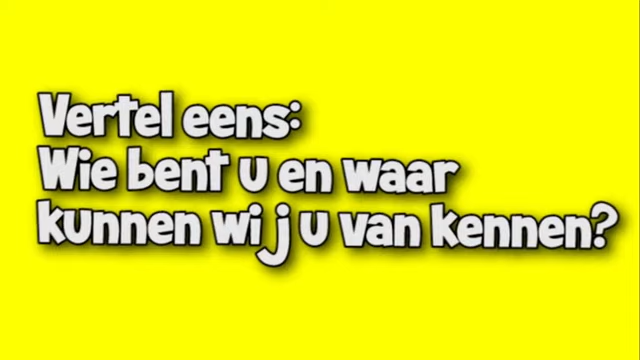 Vertel eens:
Wie bent u en waar
kunnen wij u van kennen?